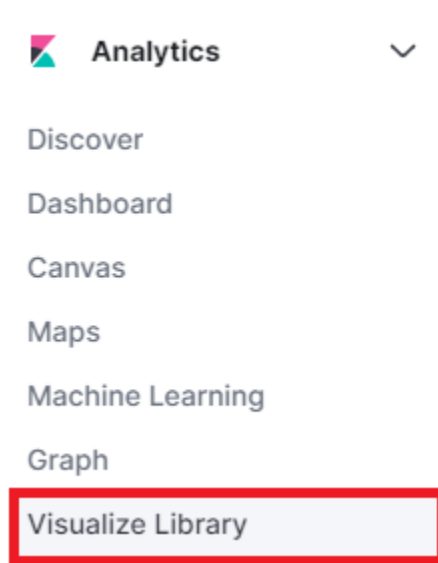 Analytics
Discover
Dashboard
Canvas
Maps
Machine Learning
Graph
Visualize Library